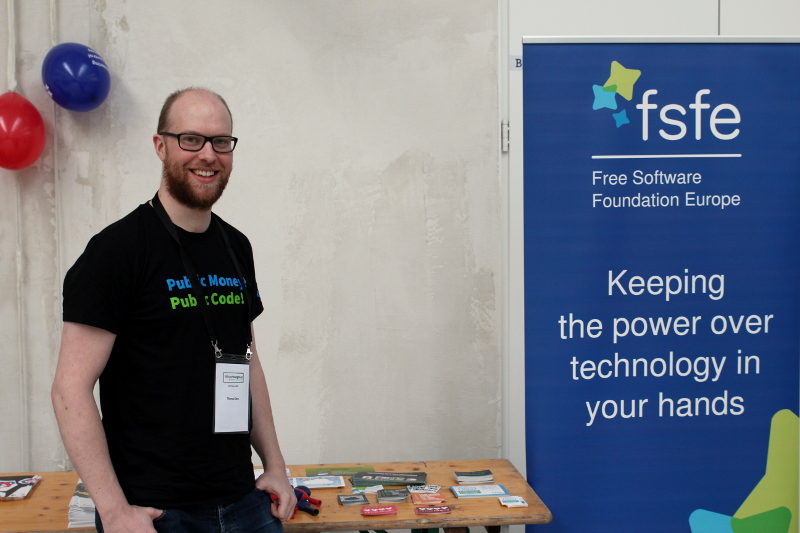 B
fsfe
Free Software
Foundation Europe
Keeping
the power over
technology in
your hands
Public Money?
Public Code!